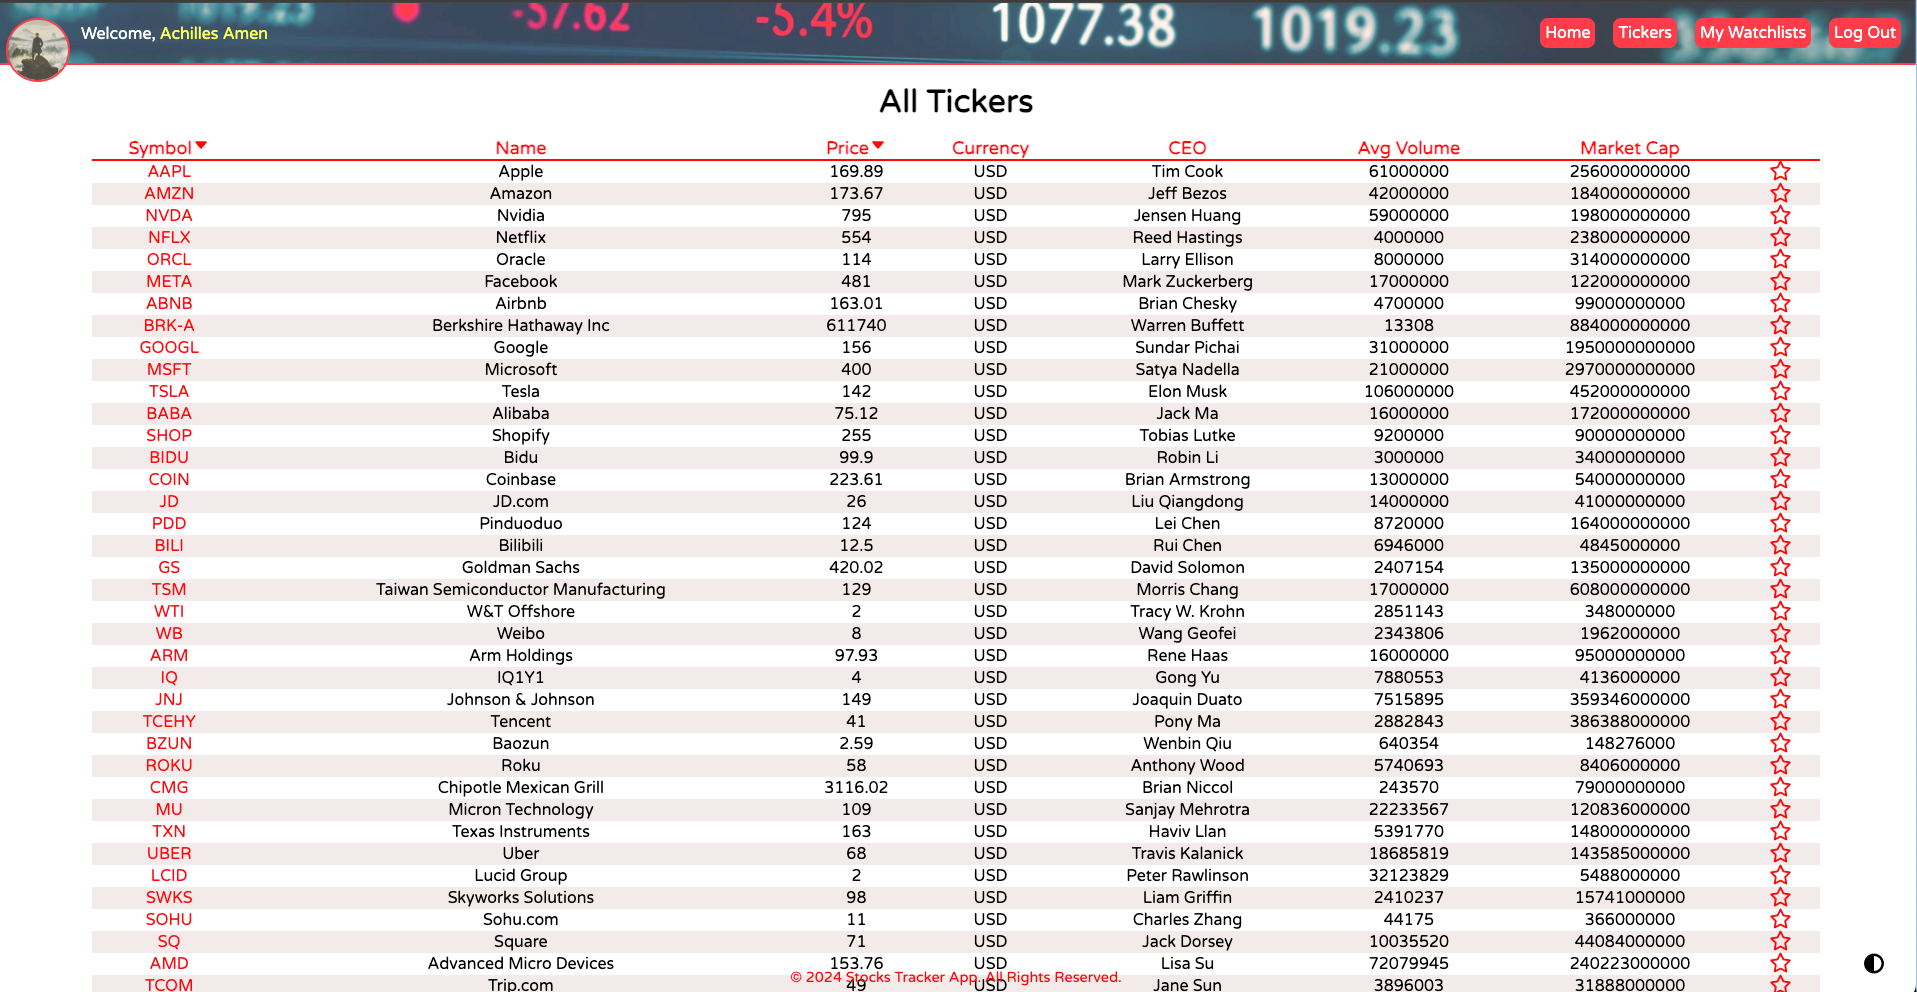 -57.62 -5.4% 1077.38 1019.23
Welcome, Achilles Amen
Home Tickers My Watchlists Log Out
All Tickers
Symbol Name Price Currency CEO Avg Volume Market Cap
AAPL Apple 169.89 USD Tim Cook 61000000 256000000000
AMZN Amazon 173.67 USD Jeff Bezos 42000000 184000000000
NVDA Nvidia 795 USD Jensen Huang 59000000 198000000000
NFLX Netflix 554 USD Reed Hastings 4000000 238000000000
ORCL Oracle 114 USD Larry Ellison 8000000 314000000000
META Facebook 481 USD Mark Zuckerberg 17000000 122000000000
ABNB Airbnb 163.01 USD Brian Chesky 4700000 99000000000
BRK-A Berkshire Hathaway Inc 611740 USD Warren Buffett 13308 884000000000
GOOGL Google 156 USD Sundar Pichai 31000000 1950000000000
MSFT Microsoft 400 USD Satya Nadella 21000000 2970000000000
TSLA Tesla 142 USD Elon Musk 106000000 452000000000
BABA Alibaba 75.12 USD Jack Ma 16000000 172000000000
SHOP Shopify 255 USD Tobias Lutke 9200000 90000000000
BIDU Bidu 99.9 USD Robin Li 3000000 34000000000
COIN Coinbase 223.61 USD Brian Armstrong 13000000 54000000000
JD JD.com 26 USD Liu Qiangdong 14000000 41000000000
PDD Pinduoduo 124 USD Lei Chen 8720000 164000000000
BILI Bilibili 12.5 USD Rui Chen 6946000 4845000000
GS Goldman Sachs 420.02 USD David Solomon 2407154 135000000000
TSM Taiwan Semiconductor Manufacturing 129 USD Morris Chang 17000000 608000000000
WTI W&T Offshore 2 USD Tracy W. Krohn 2851143 348000000
WB Weibo 8 USD Wang Geofei 2343806 1962000000
ARM Arm Holdings 97.93 USD Rene Haas 16000000 95000000000
IQ IQ1Y1 4 USD Gong Yu 7880553 4136000000
JNJ Johnson & Johnson 149 USD Joaquin Duato 7515895 359346000000
TCEHY Tencent 41 USD Pony Ma 2882843 386388000000
BZUN Baozun 2.59 USD Wenbin Qiu 640354 148276000
ROKU Roku 58 USD Anthony Wood 5740693 8406000000
CMG Chipotle Mexican Grill 3116.02 USD Brian Niccol 243570 79000000000
MU Micron Technology 109 USD Sanjay Mehrotra 22233567 120836000000
TXN Texas Instruments 163 USD Haviv Llan 5391770 148000000000
UBER Uber 68 USD Travis Kalanick 18685819 143585000000
LCID Lucid Group 2 USD Peter Rawlinson 32123829 5488000000
SWKS Skyworks Solutions 98 USD Liam Griffin 2410237 15741000000
SOHU Sohu.com 11 USD Charles Zhang 44175 366000000
SQ Square 71 USD Jack Dorsey 10035520 44084000000
AMD Advanced Micro Devices 153.76 USD Lisa Su 72079945 240223000000
© 2024 Stocks Tracker App. All Rights Reserved.
TCOM Trip.com 49 USD Jane Sun 3896003 31888000000